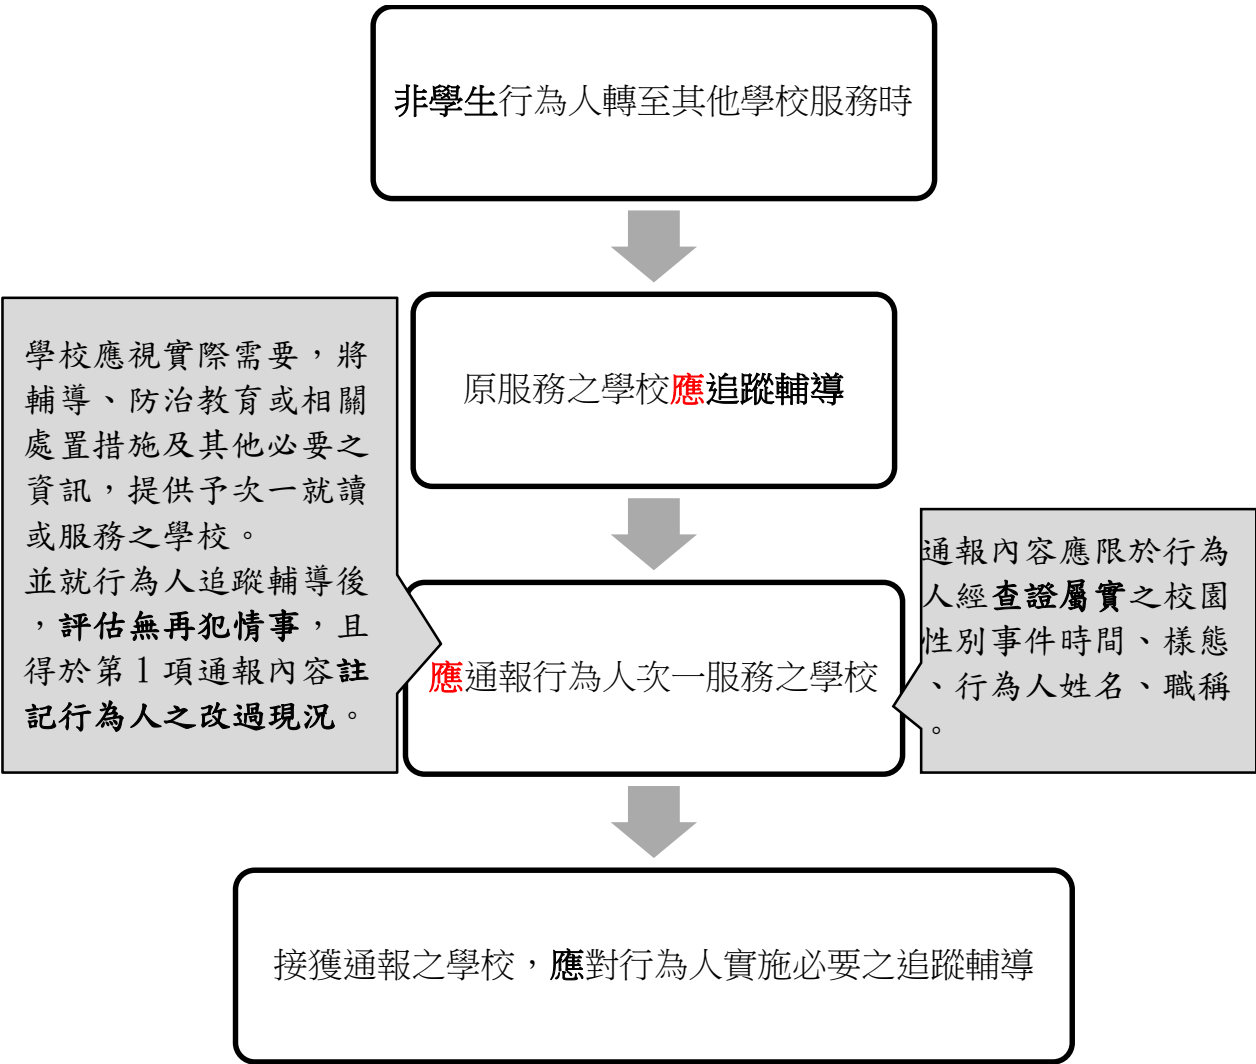 非學生行為人轉至其他學校服務時
原服務之學校應追蹤輔導
學校應視實際需要，將
輔導、防治教育或相關
處置措施及其他必要之
資訊，提供予次一就讀
或服務之學校。
並就行為人追蹤輔導後
，評估無再犯情事，且
得於第1項通報內容註
記行為人之改過現況。
應通報行為人次一服務之學校
通報內容應限於行為
人經查證屬實之校園
性別事件時間、樣態
、行為人姓名、職稱
。
接獲通報之學校，應對行為人實施必要之追蹤輔導